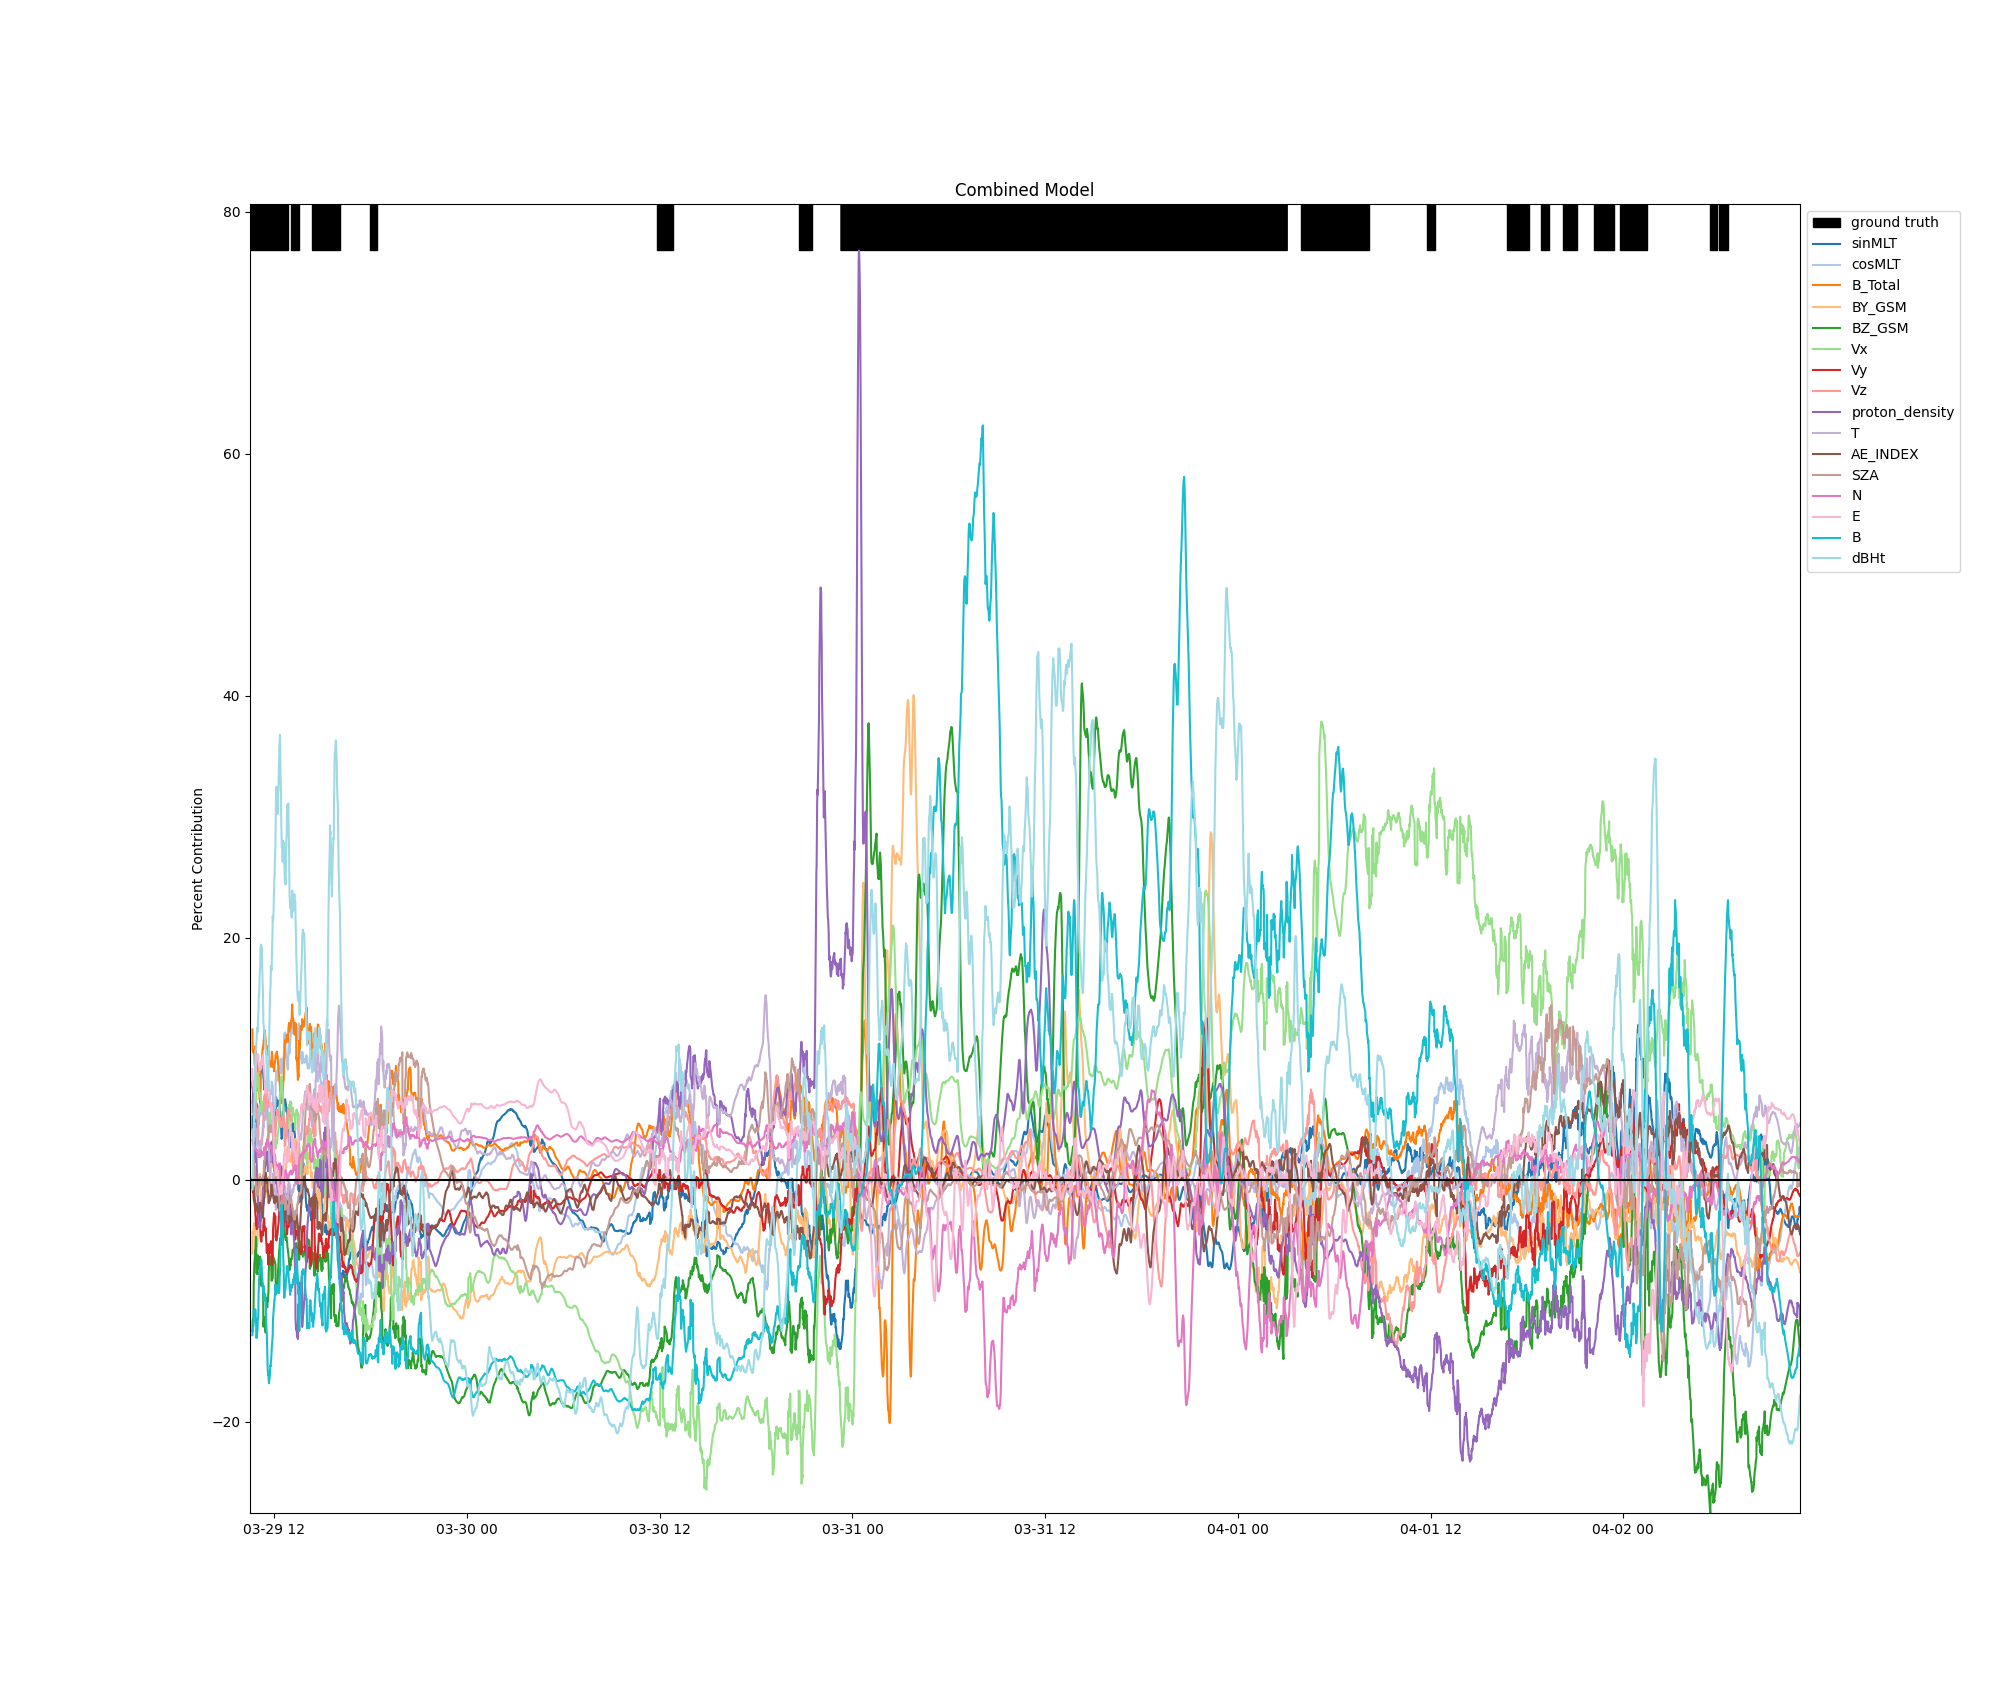 Combined Model
80
60
40
20
0
−20
Percent Contribution
03-29 12
03-30 00
03-30 12
03-31 00
03-31 12
04-01 00
04-01 12
04-02 00
ground truth
sinMLT
cosMLT
B_Total
BY_GSM
BZ_GSM
Vx
Vy
Vz
proton_density
T
AE_INDEX
SZA
N
E
B
dBHt